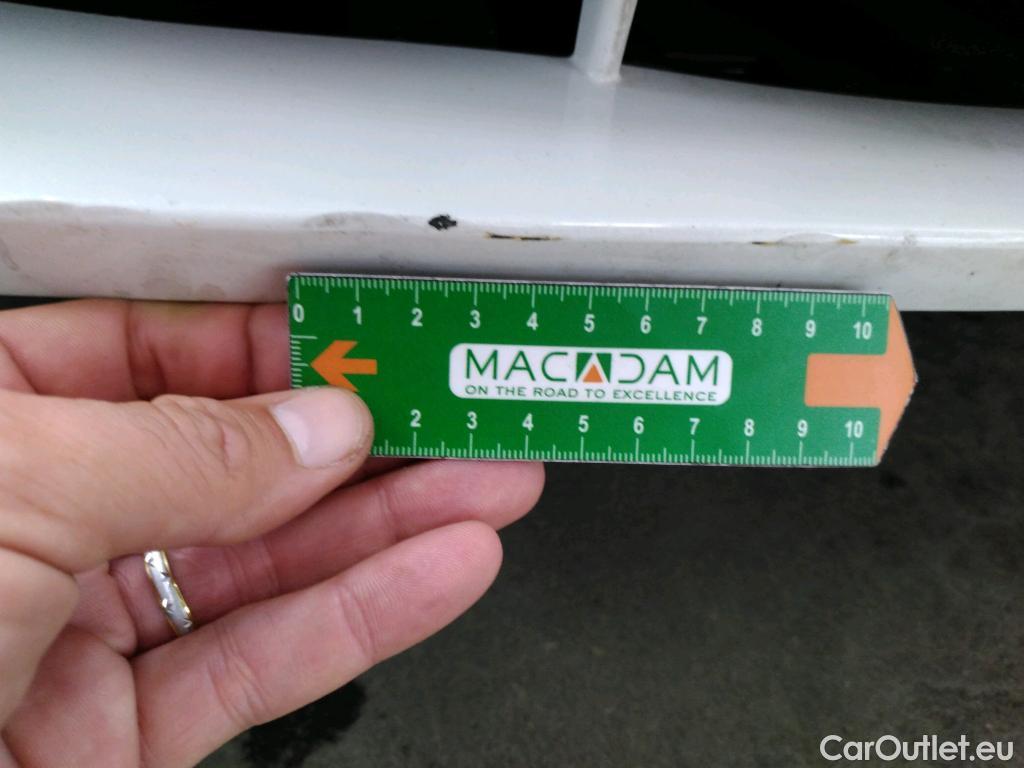 0 1 2 3 4 5 6 7 8 9 10
MACADAM
ON THE ROAD TO EXCELLENCE
2 3 4 5 6 7 8 9 10
CarOutlet.eu